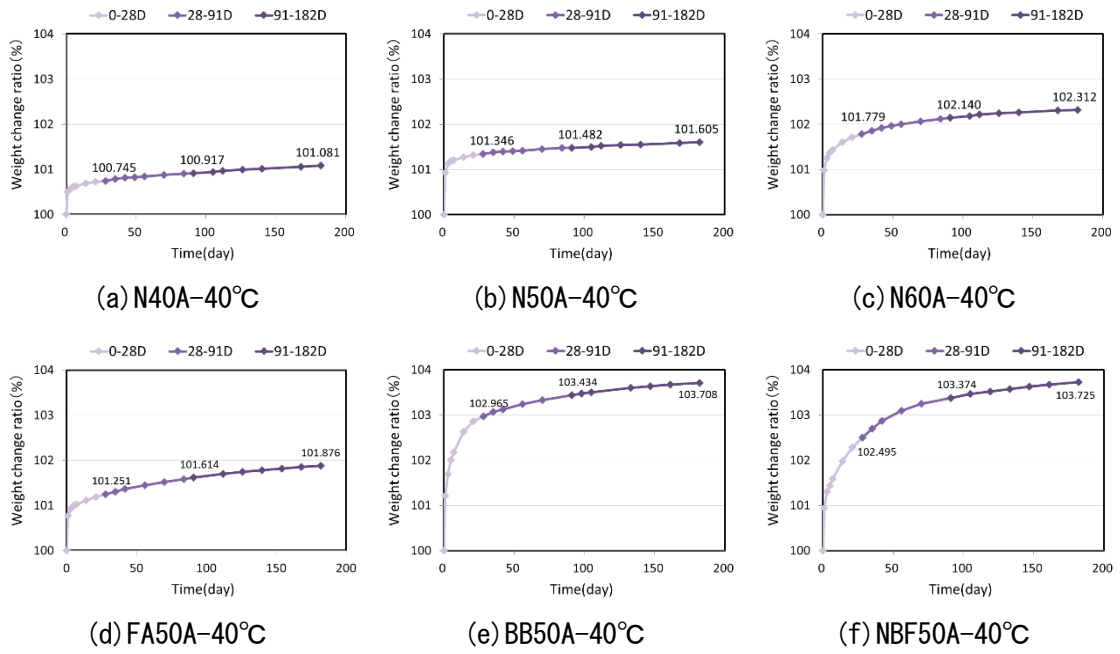 0-28D 28-91D 91-182D
Weight change ratio(%)
104
103
102
101
100
100.745 100.917 101.081
0 50 100 150 200
Time(day)
(a) N40A-40℃
0-28D 28-91D 91-182D
Weight change ratio(%)
104
103
102
101
100
101.346 101.482 101.605
0 50 100 150 200
Time(day)
(b) N50A-40℃
0-28D 28-91D 91-182D
Weight change ratio(%)
104
103
102
101
100
101.779 102.140 102.312
0 50 100 150 200
Time(day)
(c) N60A-40℃
0-28D 28-91D 91-182D
Weight change ratio(%)
104
103
102
101
100
101.251 101.614 101.876
0 50 100 150 200
Time(day)
(d) FA50A-40℃
0-28D 28-91D 91-182D
Weight change ratio(%)
104
103
102
101
100
102.965 103.434 103.708
0 50 100 150 200
Time(day)
(e) BB50A-40℃
0-28D 28-91D 91-182D
Weight change ratio(%)
104
103
102
101
100
102.495 103.374 103.725
0 50 100 150 200
Time(day)
(f) NBF50A-40℃